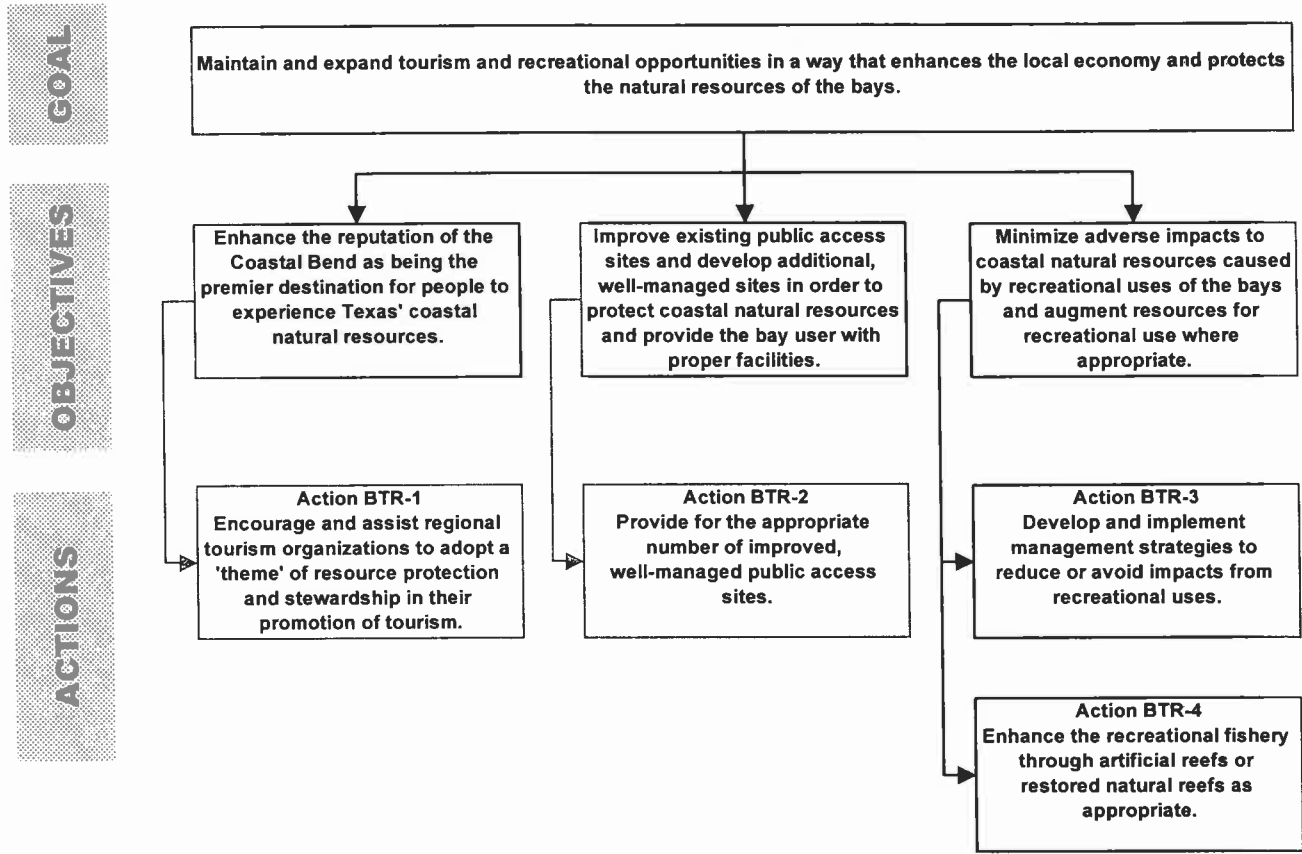 GOAL
Maintain and expand tourism and recreational opportunities in a way that enhances the local economy and protects
the natural resources of the bays.
OBJECTIVES
Enhance the reputation of the
Coastal Bend as being the
premier destination for people to
experience Texas' coastal
natural resources.
Improve existing public access
sites and develop additional,
well-managed sites in order to
protect coastal natural resources
and provide the bay user with
proper facilities.
Minimize adverse impacts to
coastal natural resources caused
by recreational uses of the bays
and augment resources for
recreational use where
appropriate.
ACTIONS
Action BTR-1
Encourage and assist regional
tourism organizations to adopt a
'theme' of resource protection
and stewardship in their
promotion of tourism.
Action BTR-2
Provide for the appropriate
number of improved,
well-managed public access
sites.
Action BTR-3
Develop and implement
management strategies to
reduce or avoid impacts from
recreational uses.
Action BTR-4
Enhance the recreational fishery
through artificial reefs or
restored natural reefs as
appropriate.